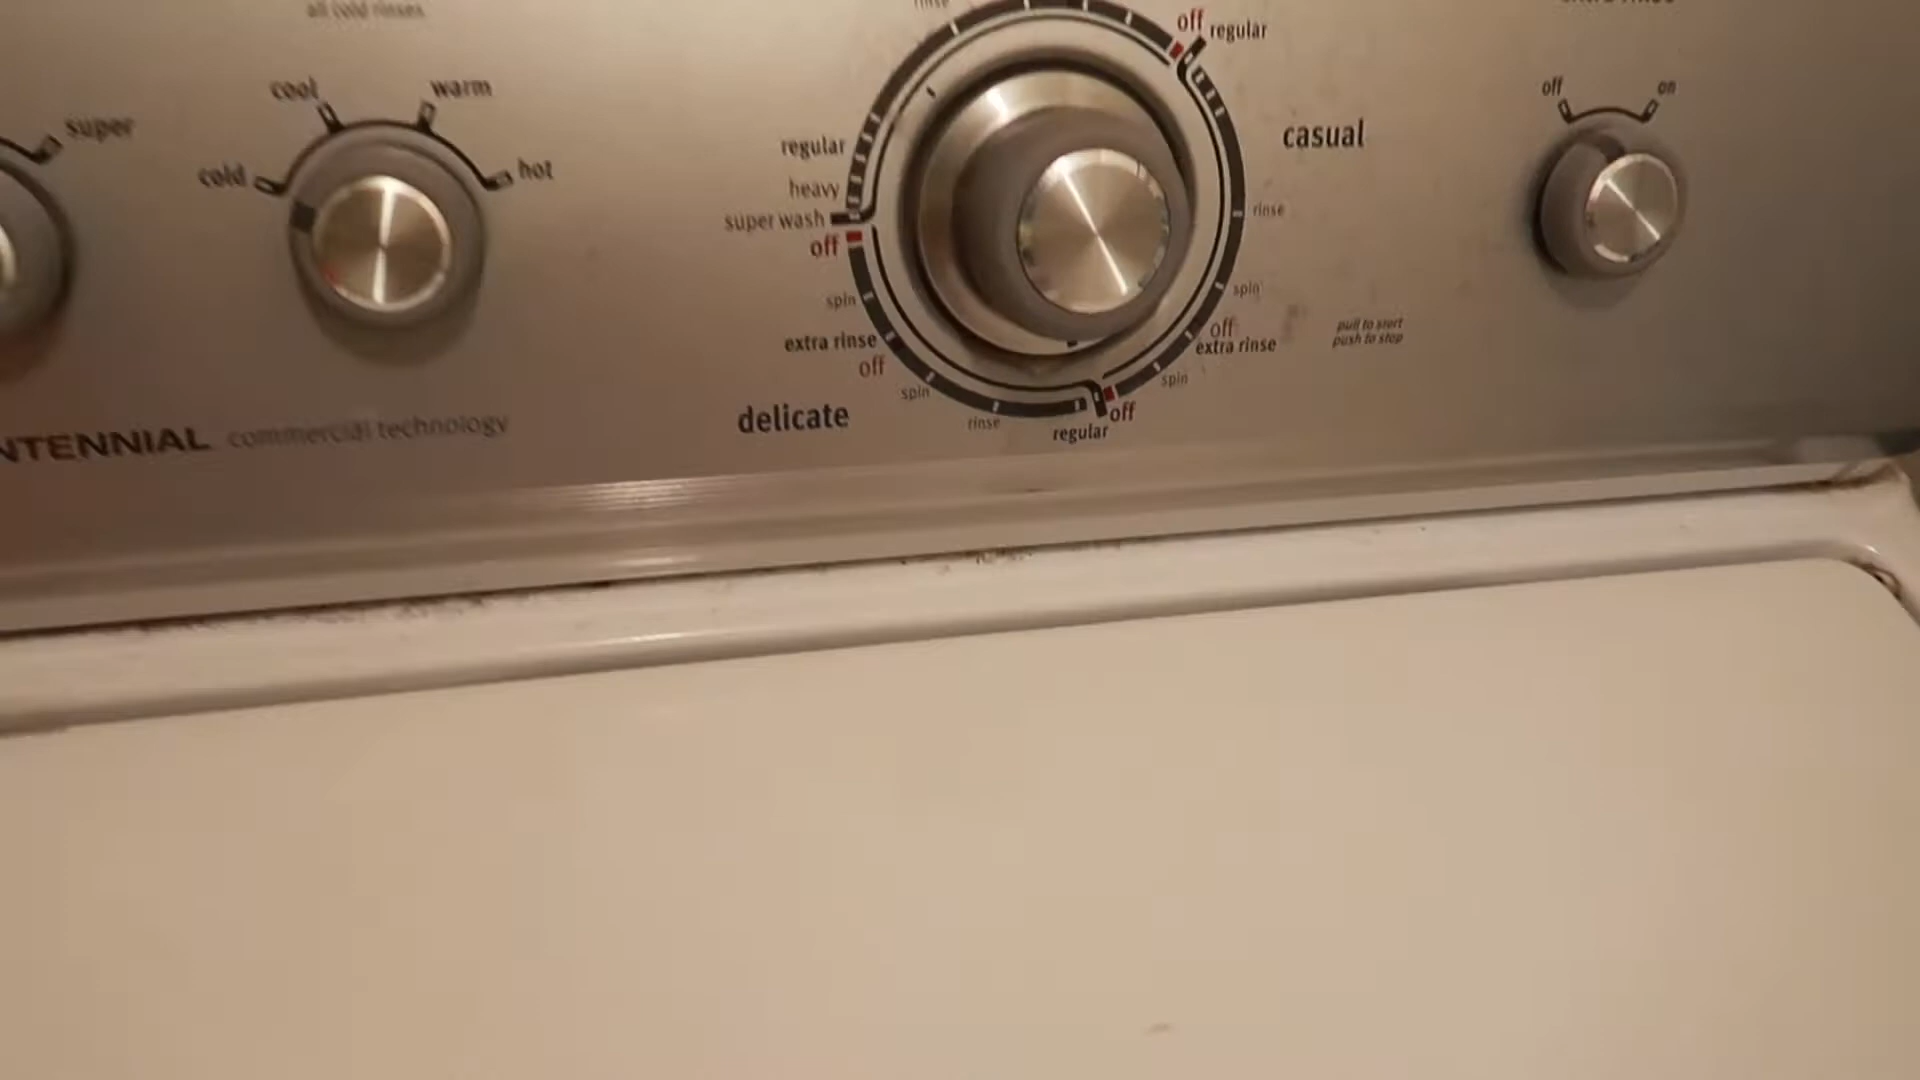 all cold rinses
rinse
off regular
cool
warm
off
on
super
cold
hot
regular
casual
heavy
rinse
super wash
off
spin
spin
off
extra rinse
extra rinse
pull to start
push to stop
off
spin
spin
delicate
off
rinse
regular
NTENNIAL commercial technology